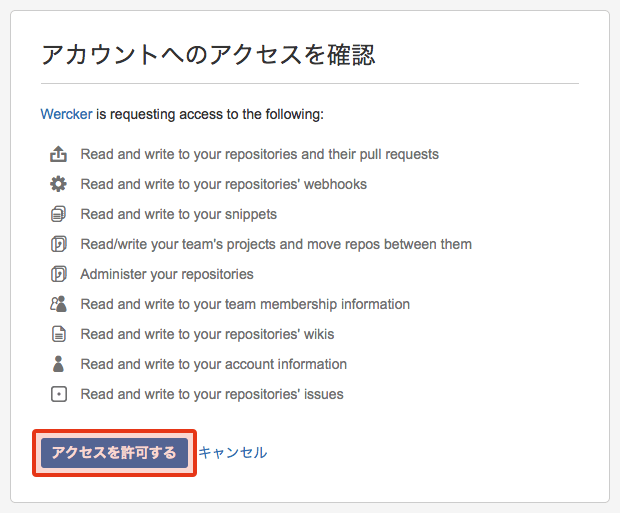 アカウントへのアクセスを確認
Wercker is requesting access to the following:
Read and write to your repositories and their pull requests
Read and write to your repositories' webhooks
Read and write to your snippets
Read/write your team's projects and move repos between them
Administer your repositories
Read and write to your team membership information
Read and write to your repositories' wikis
Read and write to your account information
Read and write to your repositories' issues
アクセスを許可する キャンセル